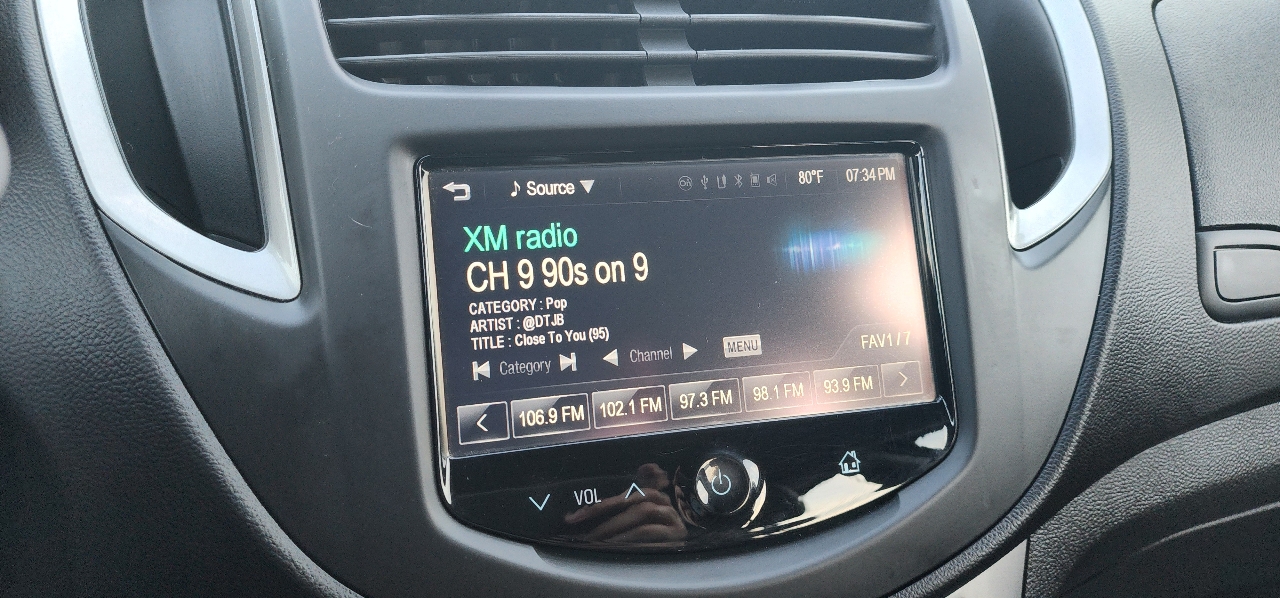 Source 80°F 07:34 PM
XM radio
CH 9 90s on 9
CATEGORY : Pop
ARTIST : @DTJB
TITLE : Close To You (95)
Category Channel MENU FAV1 / 7
106.9 FM 102.1 FM 97.3 FM 98.1 FM 93.9 FM
VOL